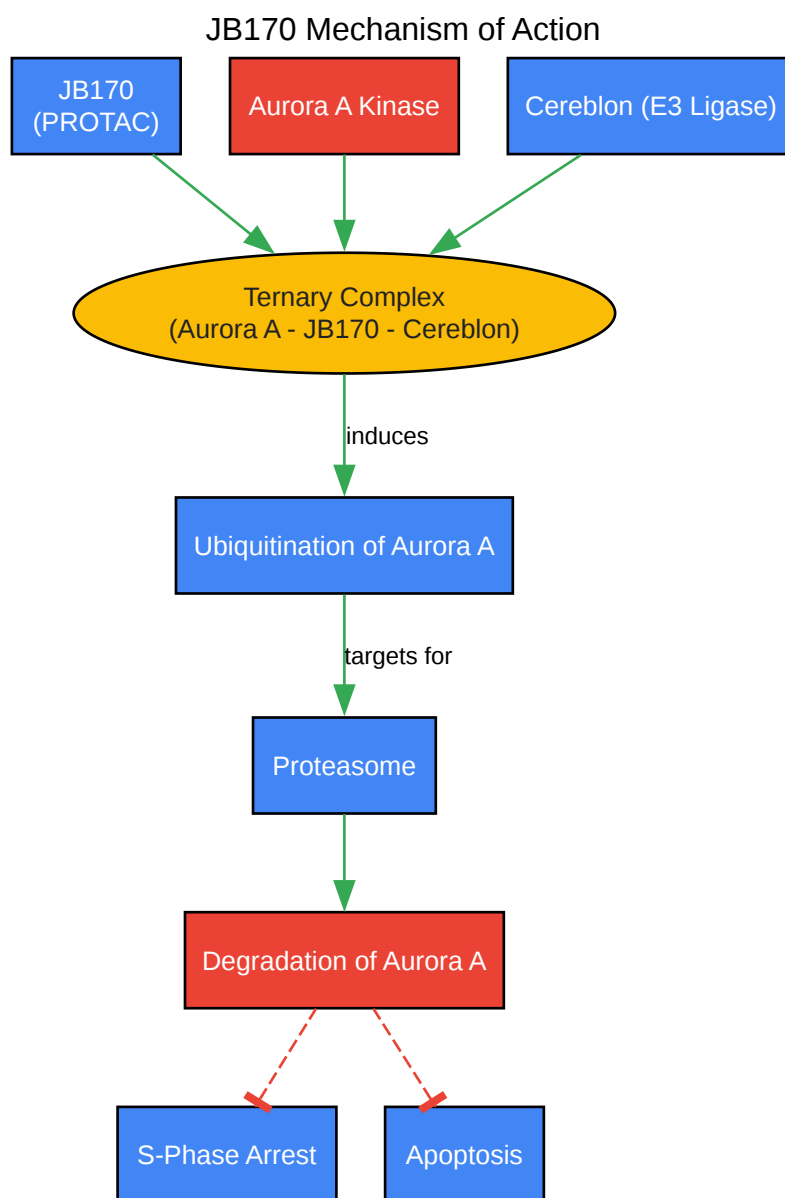 JB170 Mechanism of Action
JB170
(PROTAC)
Aurora A Kinase
Cereblon (E3 Ligase)
Ternary Complex
(Aurora A - JB170 - Cereblon)
induces
Ubiquitination of Aurora A
targets for
Proteasome
Degradation of Aurora A
S-Phase Arrest
Apoptosis